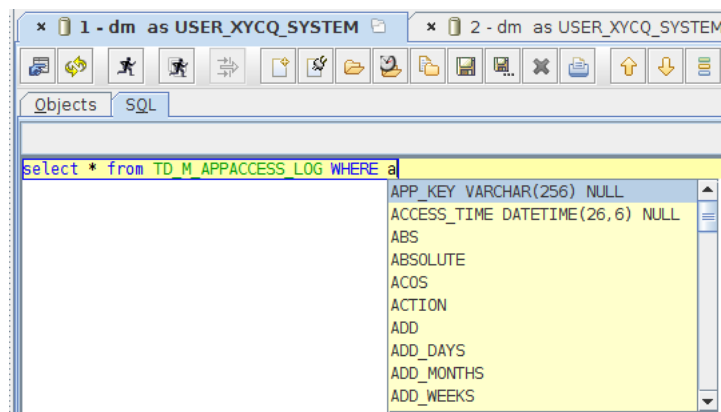 1 - dm as USER_XYCQ_SYSTEM 2 - dm as USER_XYCQ_SYSTEM
Objects SQL
select * from TD_M_APPACCESS_LOG WHERE a
APP_KEY VARCHAR(256) NULL
ACCESS_TIME DATETIME(26,6) NULL
ABS
ABSOLUTE
ACOS
ACTION
ADD
ADD_DAYS
ADD_MONTHS
ADD_WEEKS